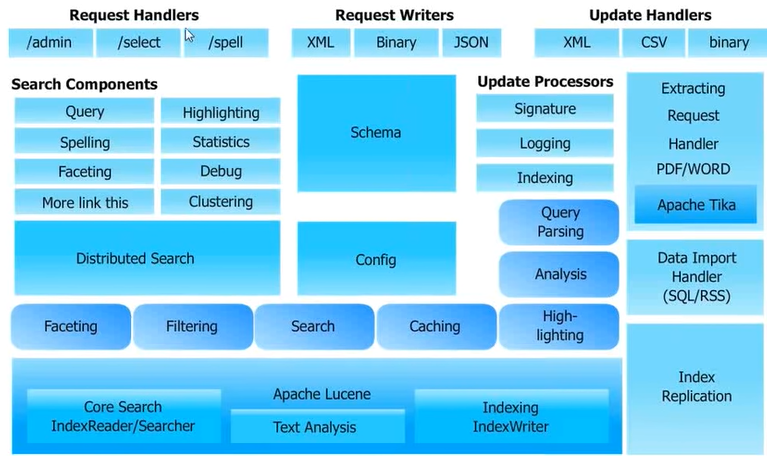 Request Handlers
Request Writers
Update Handlers
/admin
/select
/spell
XML
Binary
JSON
XML
CSV
binary
Search Components
Query
Highlighting
Spelling
Statistics
Faceting
Debug
More link this
Clustering
Distributed Search
Schema
Config
Update Processors
Signature
Logging
Indexing
Query
Parsing
Analysis
Extracting
Request
Handler
PDF/WORD
Apache Tika
Data Import
Handler
(SQL/RSS)
Faceting
Filtering
Search
Caching
High-
lighting
Apache Lucene
Core Search
IndexReader/Searcher
Text Analysis
Indexing
IndexWriter
Index
Replication